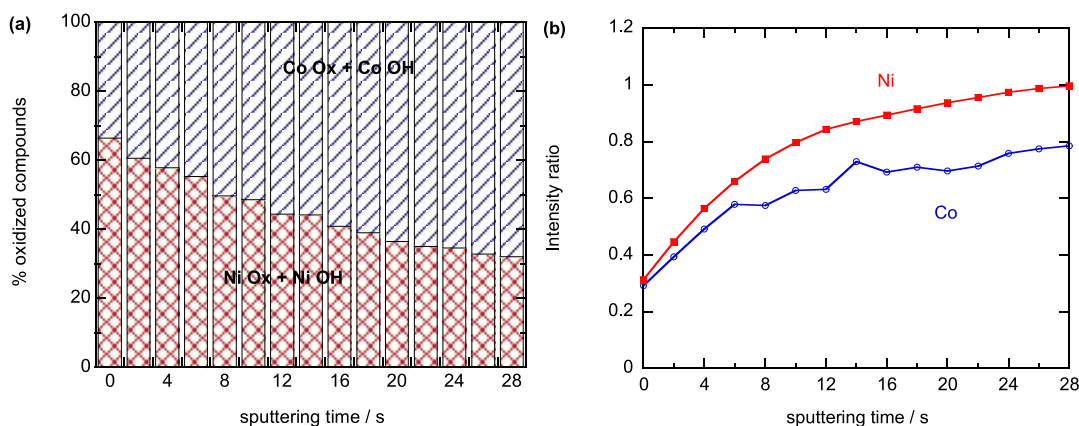 (a)
% oxidized compounds
100
80
60
40
20
0
Co Ox + Co OH
Ni Ox + Ni OH
0 4 8 12 16 20 24 28
sputtering time / s
(b)
Intensity ratio
1.2
1
0.8
0.6
0.4
0.2
0
Ni
Co
0 4 8 12 16 20 24 28
sputtering time / s